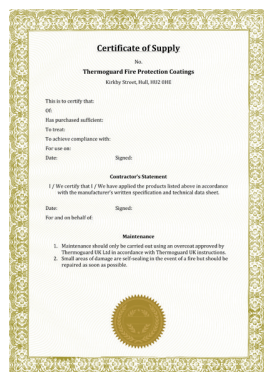 Certificate of Supply
No.
Thermoguard Fire Protection Coatings
Kirkby Street, Hull, HU2 0HE
This is to certify that:
Of:
Has purchased sufficient:
To treat:
To achieve compliance with:
For use on:
Date: Signed:
Contractor's Statement
I / We certify that I / We have applied the products listed above in accordance
with the manufacturer's written specification and technical data sheet.
Date: Signed:
For and on behalf of:
Maintenance
1. Maintenance should only be carried out using an overcoat approved by
Thermoguard UK Ltd in accordance with Thermoguard UK instructions.
2. Small areas of damage are self-sealing in the event of a fire but should be
repaired as soon as possible.